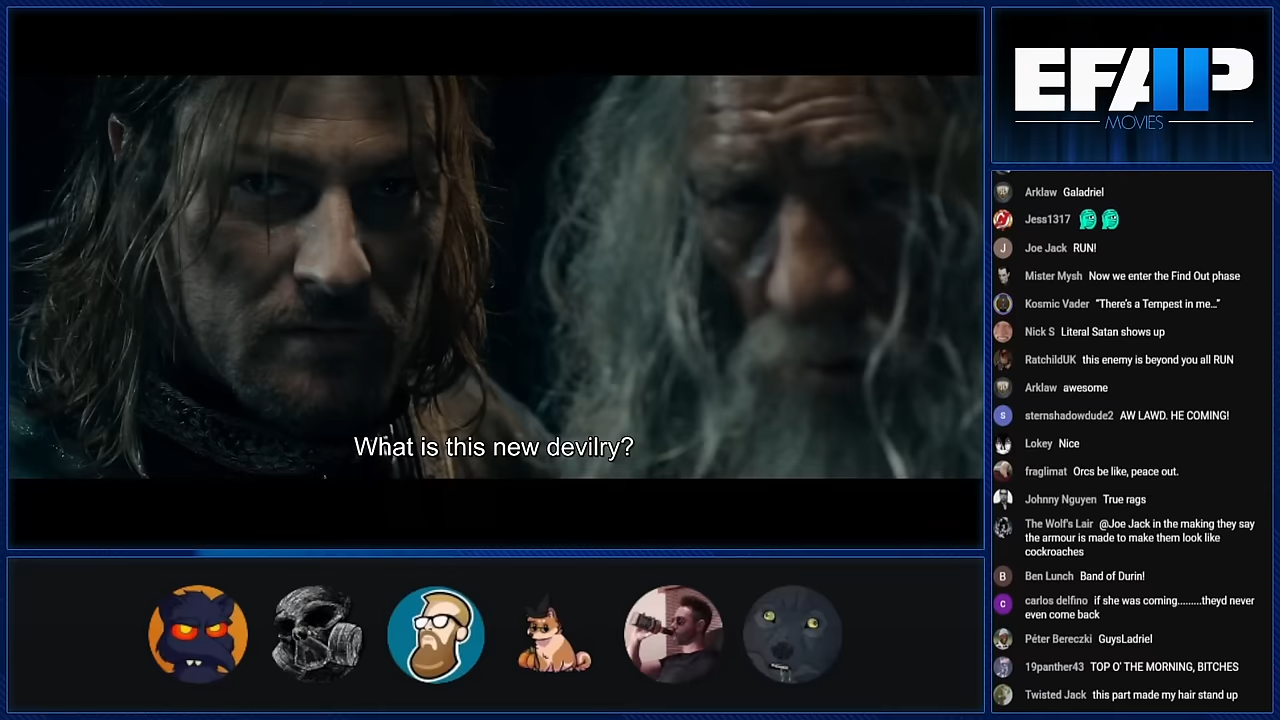 What is this new devilry?
EFAP
MOVIES
Arklaw Galadriel
Jess1317
J
Joe Jack RUN!
Mister Mysh Now we enter the Find Out phase
Kosmic Vader “There's a Tempest in me...”
Nick S Literal Satan shows up
RatchildUK this enemy is beyond you all RUN
Arklaw awesome
S
sternshadowdude2 AW LAWD. HE COMING!
Lokey Nice
fraglimat Orcs be like, peace out.
Johnny Nguyen True rags
The Wolf's Lair @Joe Jack in the making they say
the armour is made to make them look like
cockroaches
B
Ben Lunch Band of Durin!
C
carlos delfino if she was coming.........theyd never
even come back
Péter Bereczki GuysLadriel
19panther43 TOP O' THE MORNING, BITCHES
Twisted Jack this part made my hair stand up